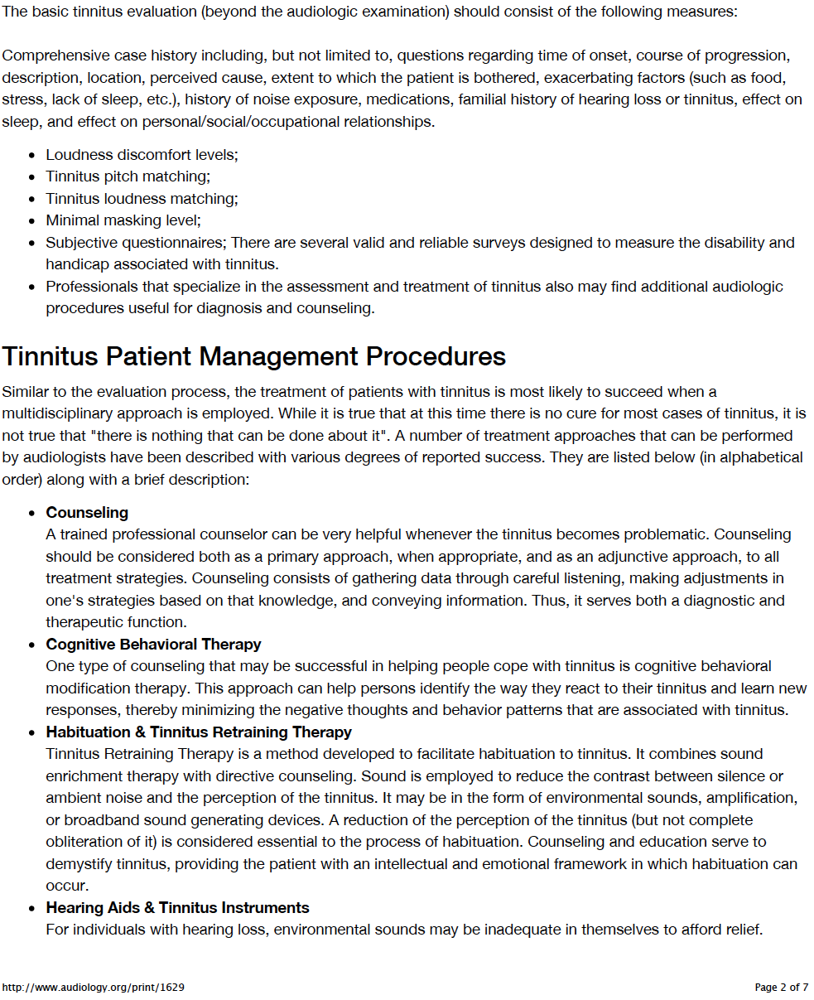 The basic tinnitus evaluation (beyond the audiologic examination) should consist of the following measures:
Comprehensive case history including, but not limited to, questions regarding time of onset, course of progression,
description, location, perceived cause, extent to which the patient is bothered, exacerbating factors (such as food,
stress, lack of sleep, etc.), history of noise exposure, medications, familial history of hearing loss or tinnitus, effect on
sleep, and effect on personal/social/occupational relationships.
• Loudness discomfort levels;
• Tinnitus pitch matching;
• Tinnitus loudness matching;
• Minimal masking level;
• Subjective questionnaires; There are several valid and reliable surveys designed to measure the disability and
handicap associated with tinnitus.
• Professionals that specialize in the assessment and treatment of tinnitus also may find additional audiologic
procedures useful for diagnosis and counseling.
Tinnitus Patient Management Procedures
Similar to the evaluation process, the treatment of patients with tinnitus is most likely to succeed when a
multidisciplinary approach is employed. While it is true that at this time there is no cure for most cases of tinnitus, it is
not true that "there is nothing that can be done about it". A number of treatment approaches that can be performed
by audiologists have been described with various degrees of reported success. They are listed below (in alphabetical
order) along with a brief description:
• Counseling
A trained professional counselor can be very helpful whenever the tinnitus becomes problematic. Counseling
should be considered both as a primary approach, when appropriate, and as an adjunctive approach, to all
treatment strategies. Counseling consists of gathering data through careful listening, making adjustments in
one's strategies based on that knowledge, and conveying information. Thus, it serves both a diagnostic and
therapeutic function.
• Cognitive Behavioral Therapy
One type of counseling that may be successful in helping people cope with tinnitus is cognitive behavioral
modification therapy. This approach can help persons identify the way they react to their tinnitus and learn new
responses, thereby minimizing the negative thoughts and behavior patterns that are associated with tinnitus.
• Habituation & Tinnitus Retraining Therapy
Tinnitus Retraining Therapy is a method developed to facilitate habituation to tinnitus. It combines sound
enrichment therapy with directive counseling. Sound is employed to reduce the contrast between silence or
ambient noise and the perception of the tinnitus. It may be in the form of environmental sounds, amplification,
or broadband sound generating devices. A reduction of the perception of the tinnitus (but not complete
obliteration of it) is considered essential to the process of habituation. Counseling and education serve to
demystify tinnitus, providing the patient with an intellectual and emotional framework in which habituation can
occur.
• Hearing Aids & Tinnitus Instruments
For individuals with hearing loss, environmental sounds may be inadequate in themselves to afford relief.
http://www.audiology.org/print/1629 Page 2 of 7